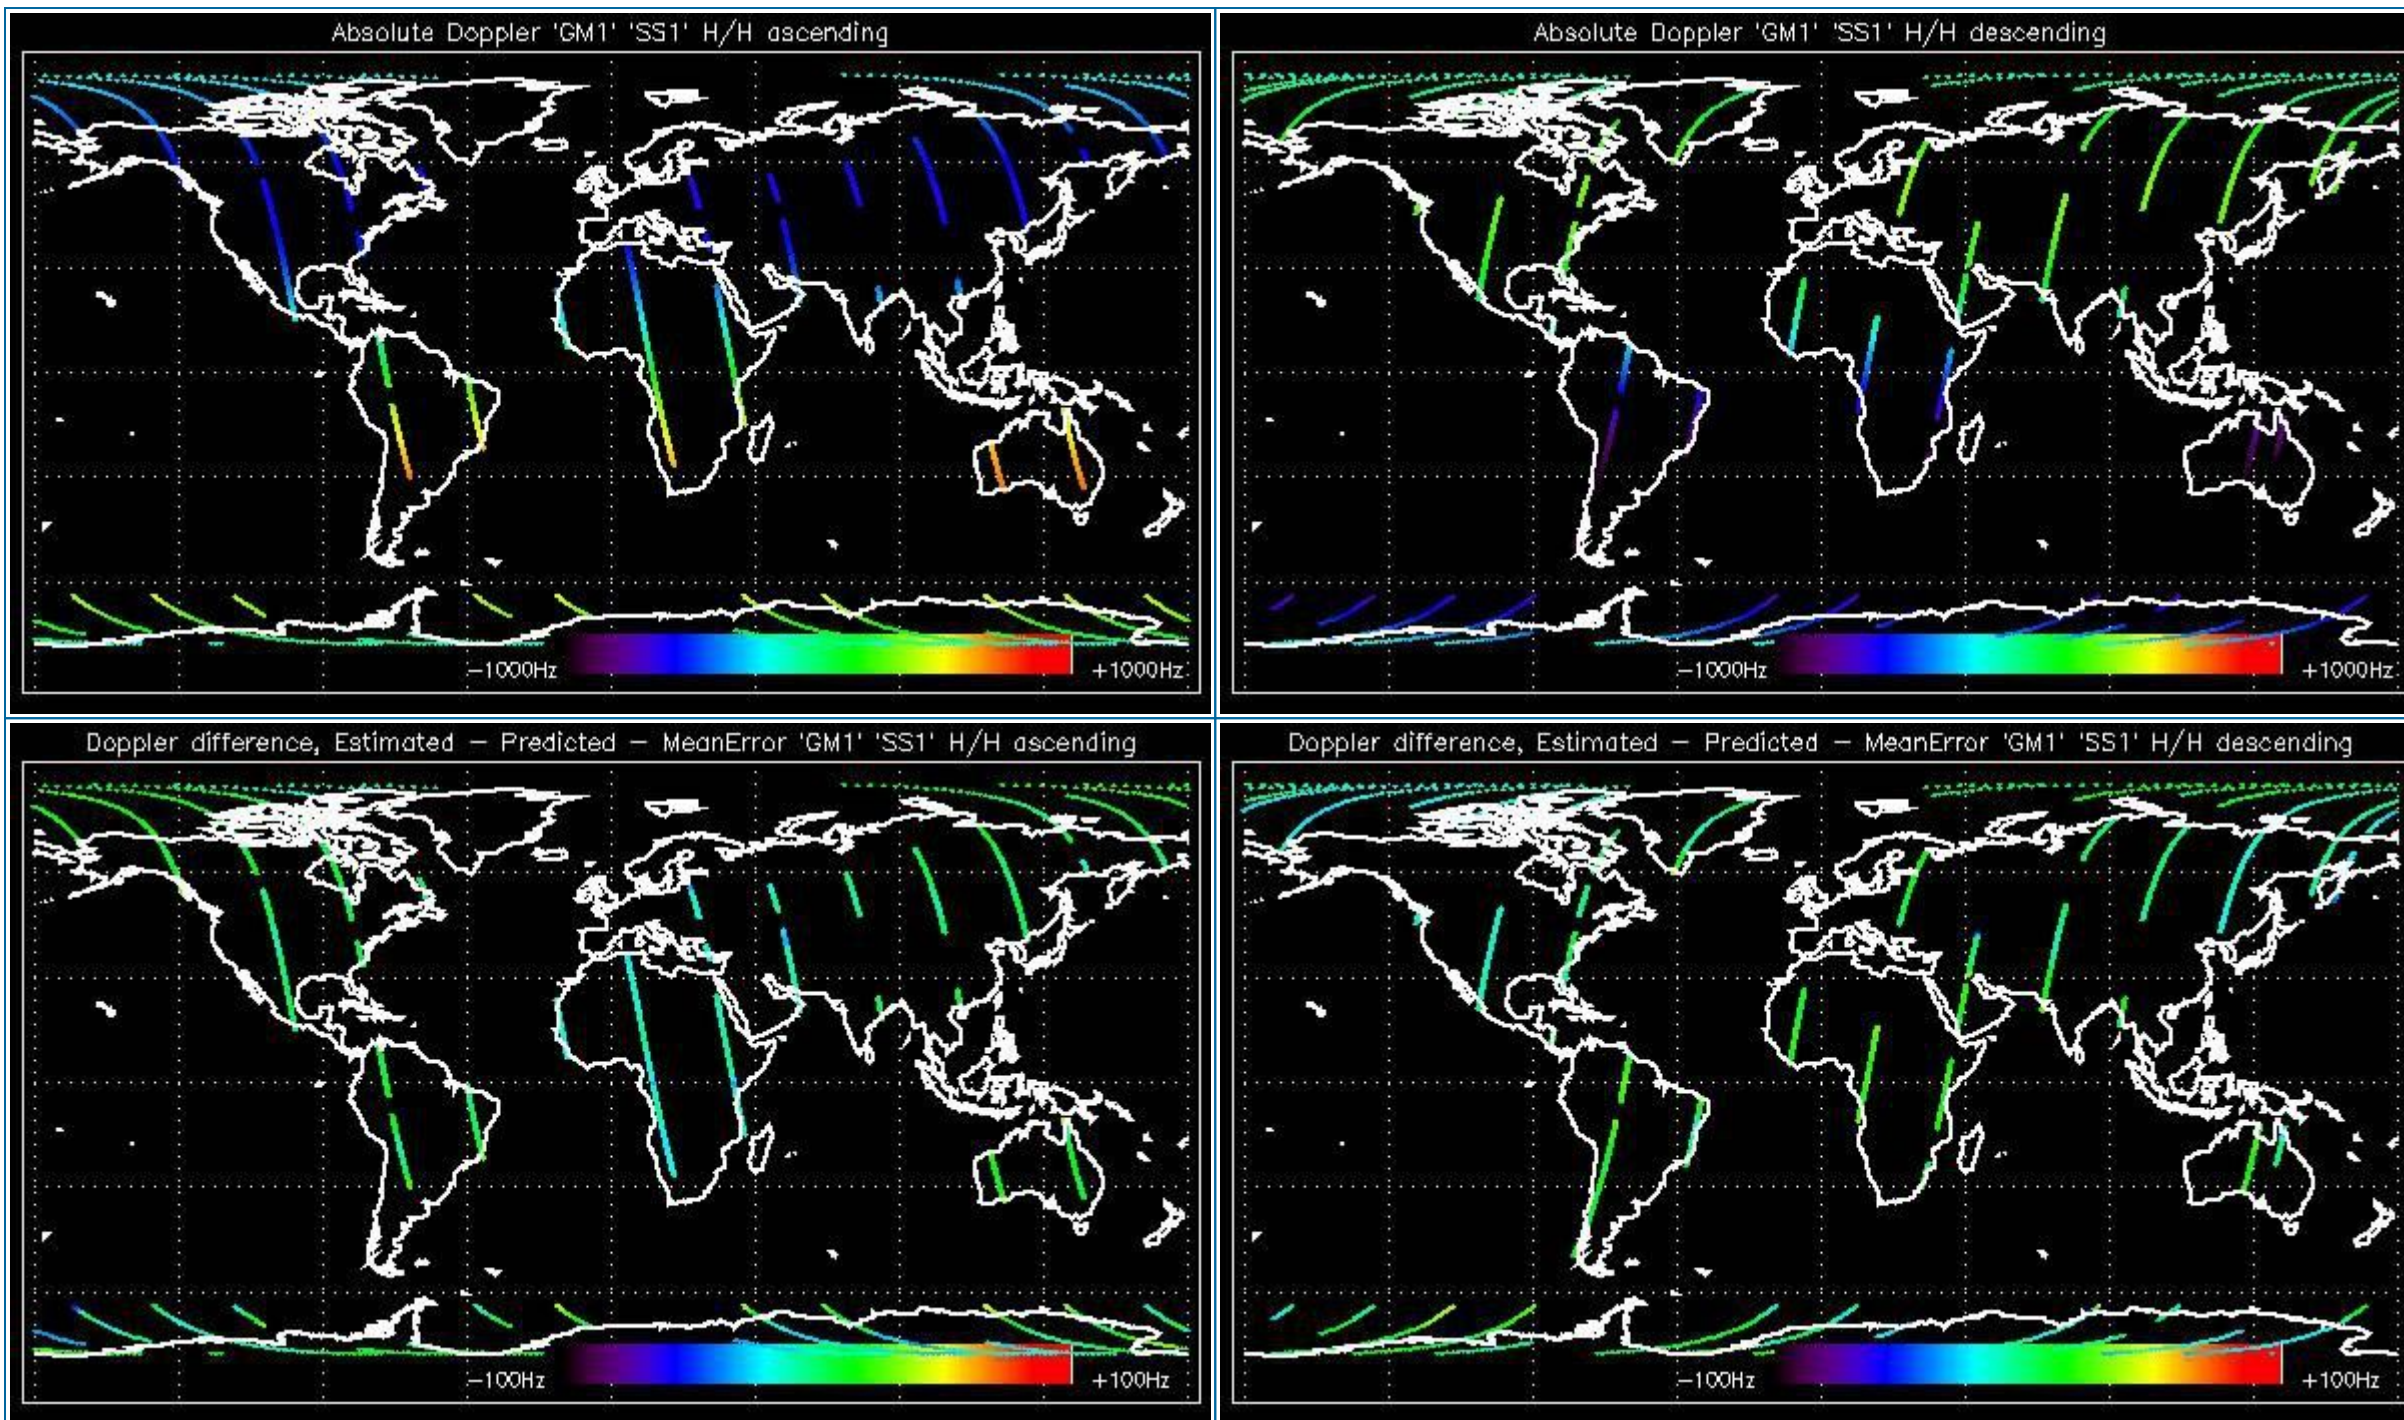 Absolute Doppler 'GM1' 'SS1' H/H ascending
-1000Hz
+1000Hz
Absolute Doppler 'GM1' 'SS1' H/H descending
-1000Hz
+1000Hz
Doppler difference, Estimated - Predicted - MeanError 'GM1' 'SS1' H/H ascending
-100Hz
+100Hz
Doppler difference, Estimated - Predicted - MeanError 'GM1' 'SS1' H/H descending
-100Hz
+100Hz